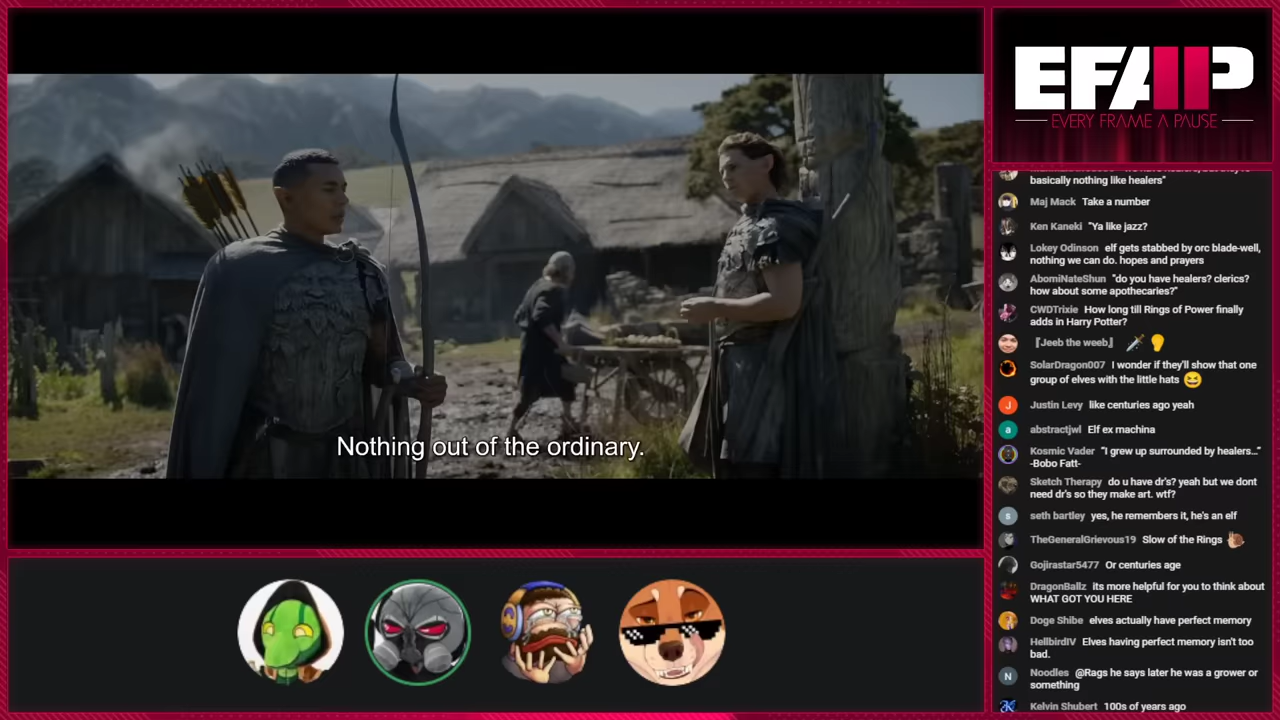 EFAP
EVERY FRAME A PAUSE
basically nothing like healers"
Maj Mack Take a number
Ken Kaneki "Ya like jazz?
Lokey Odinson elf gets stabbed by orc blade-well,
nothing we can do. hopes and prayers
AbomiNateShun "do you have healers? clerics?
how about some apothecaries?"
CWDTrixie How long till Rings of Power finally
adds in Harry Potter?
『Jeeb the weeb』 🗡️💡
SolarDragon007 I wonder if they'll show that one
group of elves with the little hats 😆
J Justin Levy like centuries ago yeah
a abstractjwl Elf ex machina
Kosmic Vader "I grew up surrounded by healers..."
-Bobo Fatt-
Sketch Therapy do u have dr's? yeah but we dont
need dr's so they make art. wtf?
s seth bartley yes, he remembers it, he's an elf
TheGeneralGrievous19 Slow of the Rings 🐌
Gojirastar5477 Or centuries age
DragonBallz its more helpful for you to think about
WHAT GOT YOU HERE
Doge Shibe elves actually have perfect memory
HellbirdIV Elves having perfect memory isn't too
bad.
N Noodles @Rags he says later he was a grower or
something
Kelvin Shubert 100s of years ago
Nothing out of the ordinary.